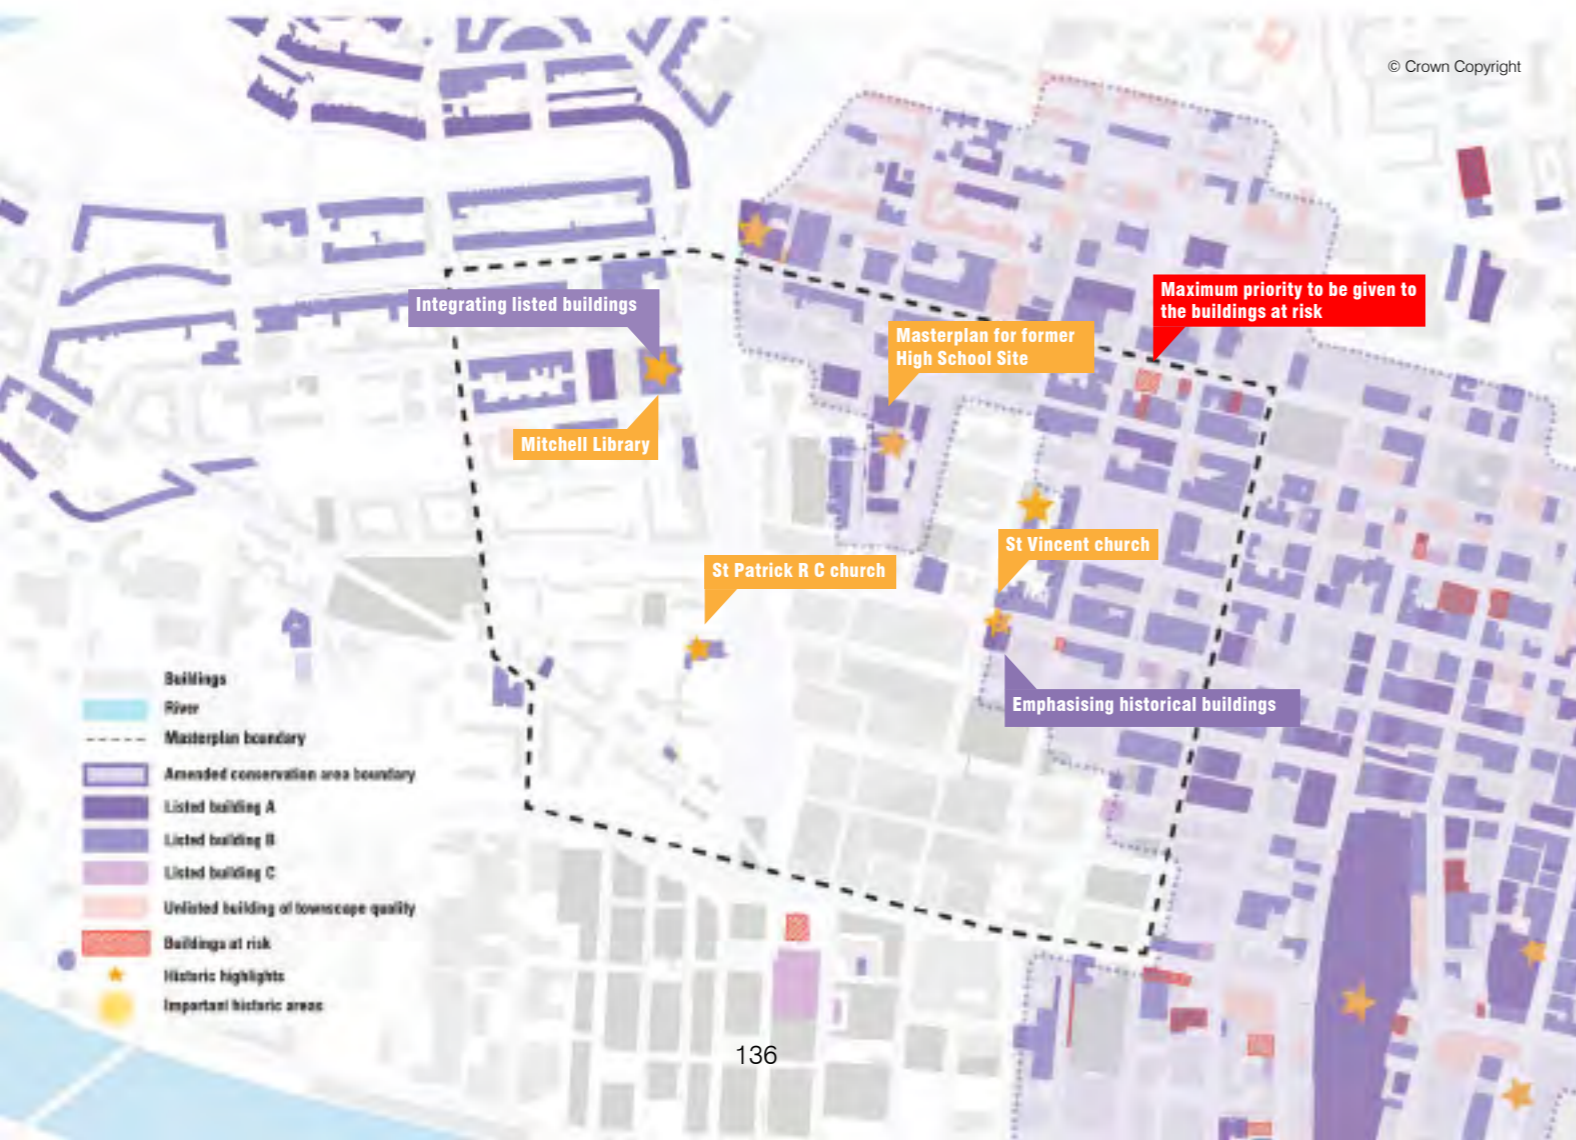 © Crown Copyright
Integrating listed buildings
Maximum priority to be given to
the buildings at risk
Masterplan for former
High School Site
Mitchell Library
St Vincent church
St Patrick R C church
Emphasising historical buildings
Buildings
River
Masterplan boundary
Amended conservation area boundary
Listed building A
Listed building B
Listed building C
Unlisted building of townscape quality
Buildings at risk
Historic highlights
Important historic areas
136